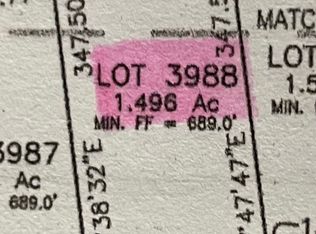 347.50
347.5
MATC
LOT 3988
LOT
1.496 Ac
1.5
MIN. FF = 689.0'
MIN.
3987
Ac
689.0'
38'32"E
47'47"E